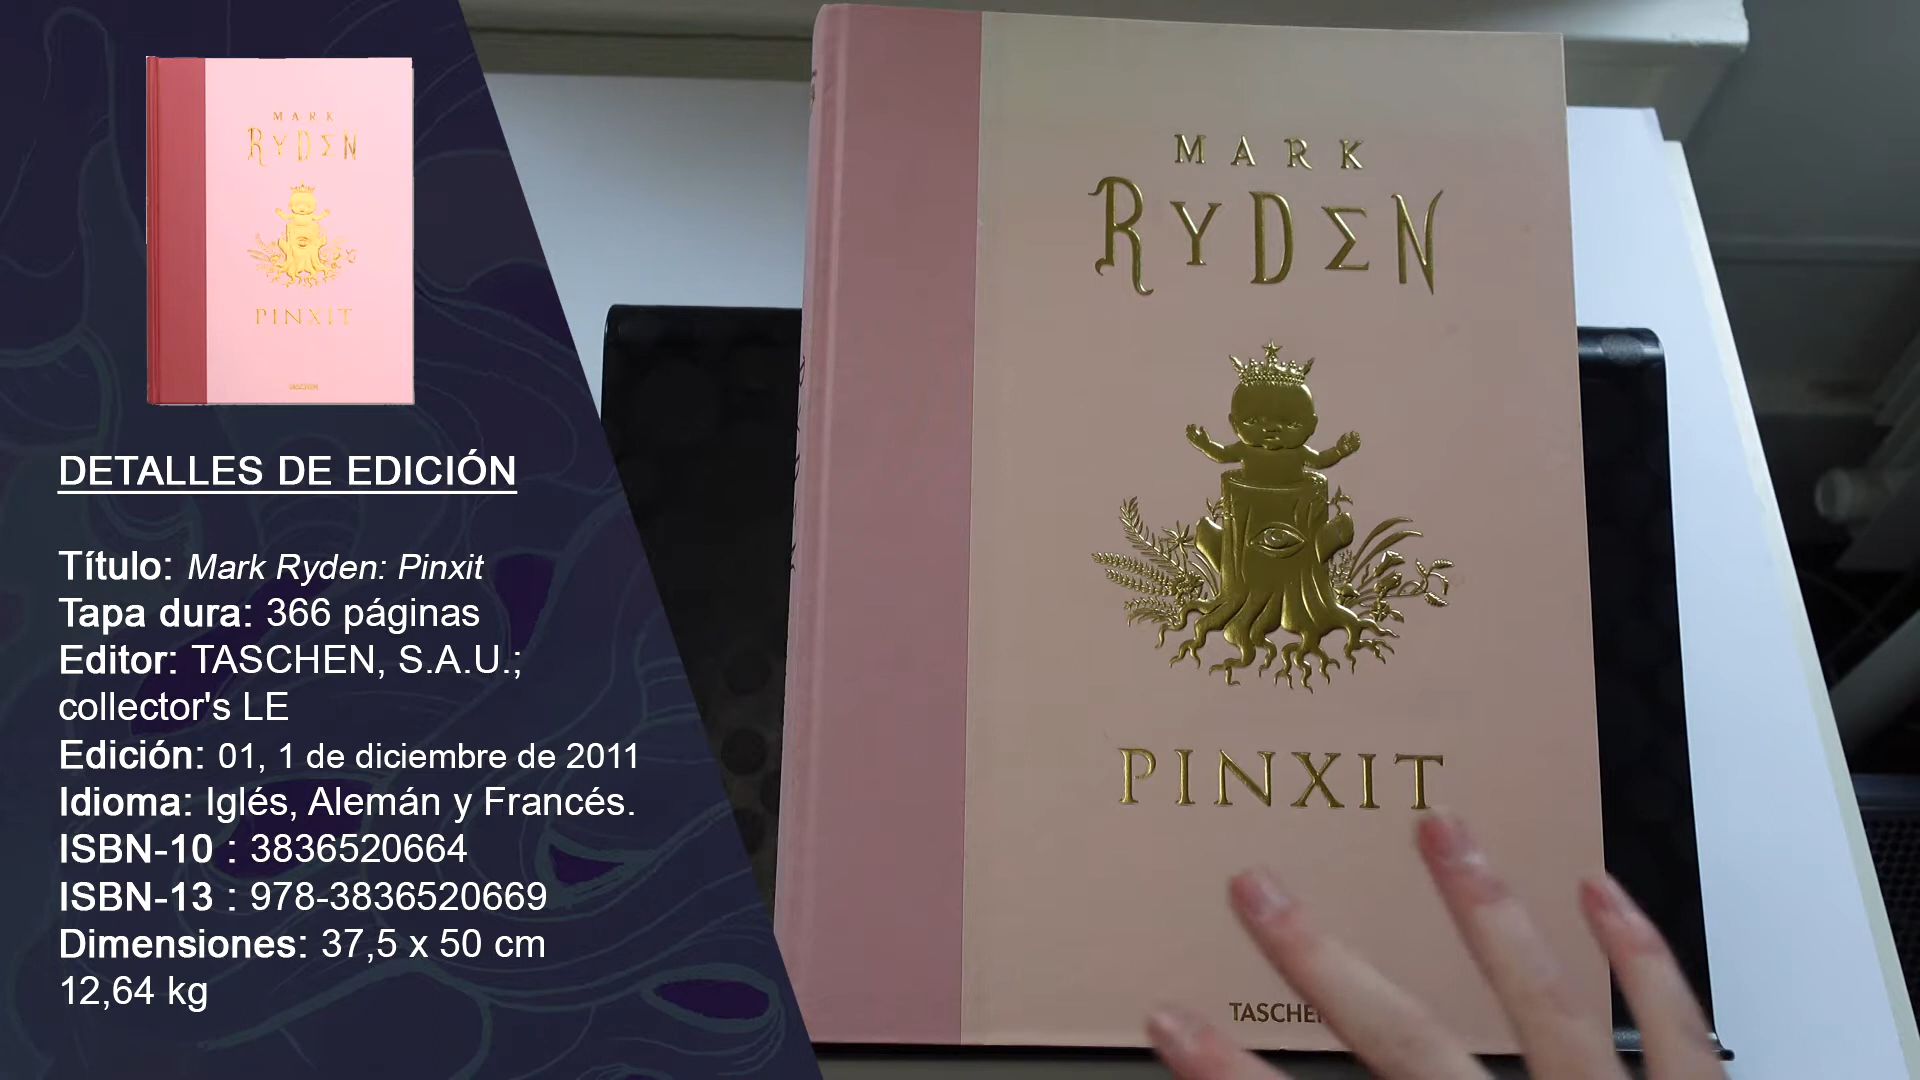 MARK
RYDEN
PINXIT
TASCHEN
DETALLES DE EDICIÓN
Título: Mark Ryden: Pinxit
Tapa dura: 366 páginas
Editor: TASCHEN, S.A.U.;
collector's LE
Edición: 01, 1 de diciembre de 2011
Idioma: Iglés, Alemán y Francés.
ISBN-10 : 3836520664
ISBN-13 : 978-3836520669
Dimensiones: 37,5 x 50 cm
12,64 kg
MARK
RYDΣN
PINXIT
TASCHE